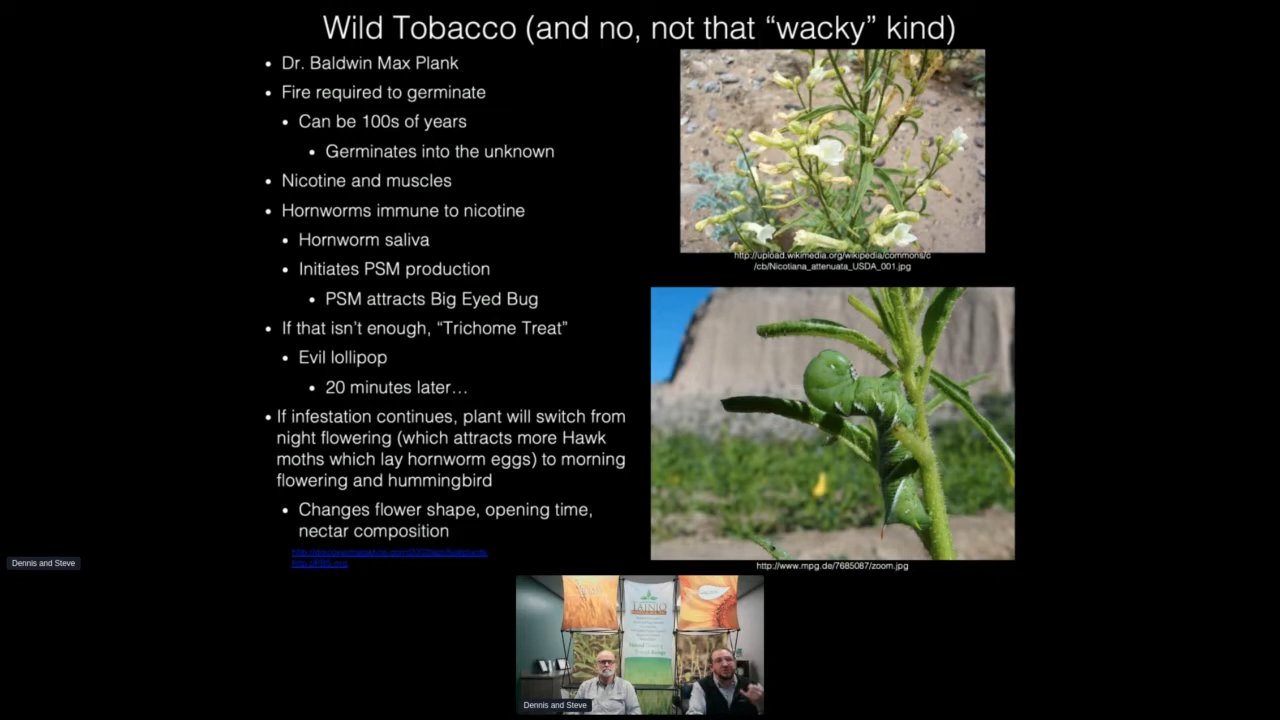 Wild Tobacco (and no, not that “wacky” kind)
• Dr. Baldwin Max Plank
• Fire required to germinate
• Can be 100s of years
• Germinates into the unknown
• Nicotine and muscles
• Hornworms immune to nicotine
• Hornworm saliva
• Initiates PSM production
• PSM attracts Big Eyed Bug
• If that isn’t enough, “Trichome Treat”
• Evil lollipop
• 20 minutes later…
• If infestation continues, plant will switch from
night flowering (which attracts more Hawk
moths which lay hornworm eggs) to morning
flowering and hummingbird
• Changes flower shape, opening time,
nectar composition
http://upload.wikimedia.org/wikipedia/commons/c
/cb/Nicotiana_attenuata_USDA_001.jpg
http://www.mpg.de/7685087/zoom.jpg
Dennis and Steve
Dennis and Steve